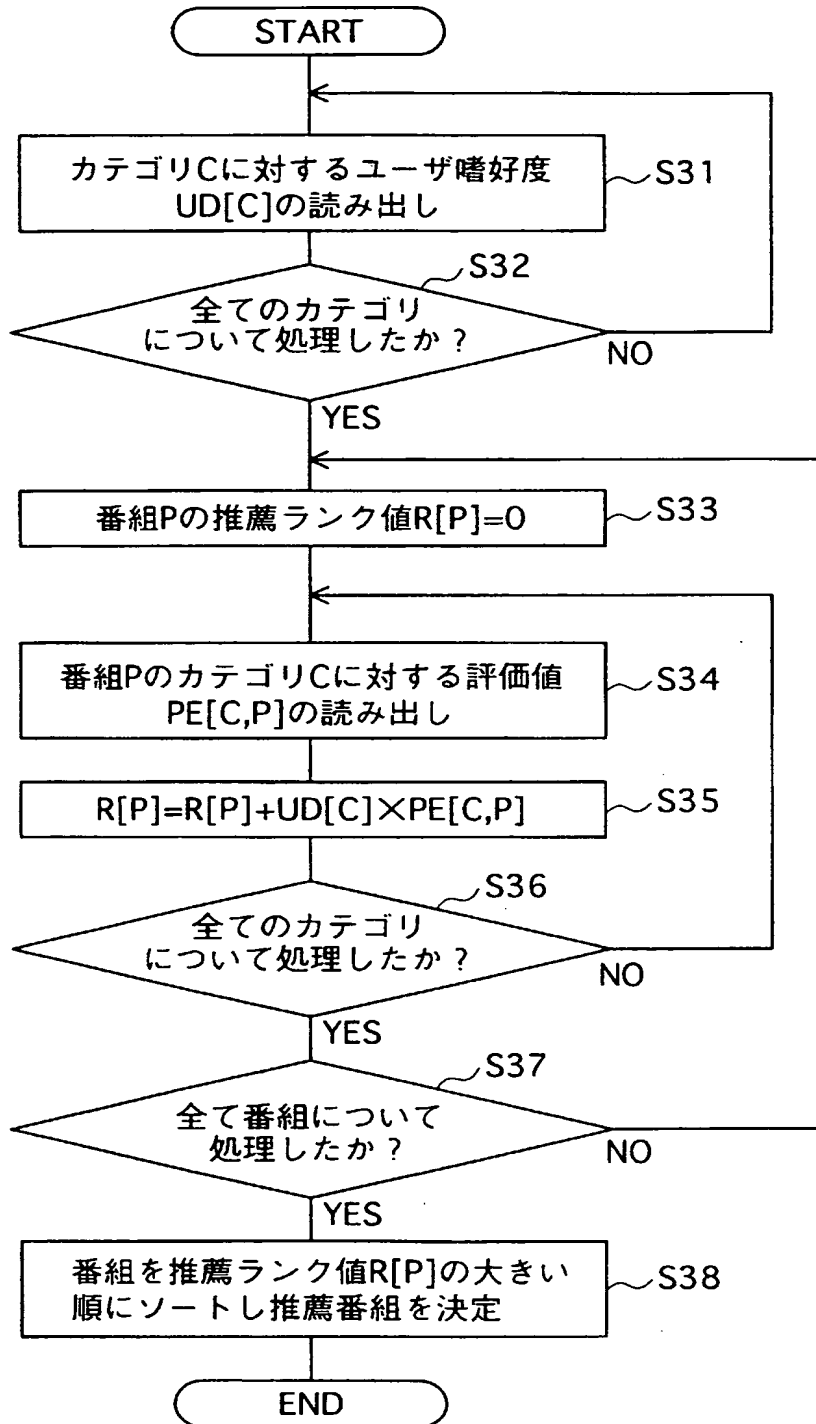 START
カテゴリCに対するユーザ嗜好度
UD[C]の読み出し
S31
S32
全てのカテゴリ
について処理したか？
NO
YES
番組Pの推薦ランク値R[P]=0
S33
番組PのカテゴリCに対する評価値
PE[C,P]の読み出し
S34
R[P]=R[P]+UD[C]×PE[C,P]
S35
S36
全てのカテゴリ
について処理したか？
NO
YES
S37
全て番組について
処理したか？
NO
YES
番組を推薦ランク値R[P]の大きい
順にソートし推薦番組を決定
S38
END